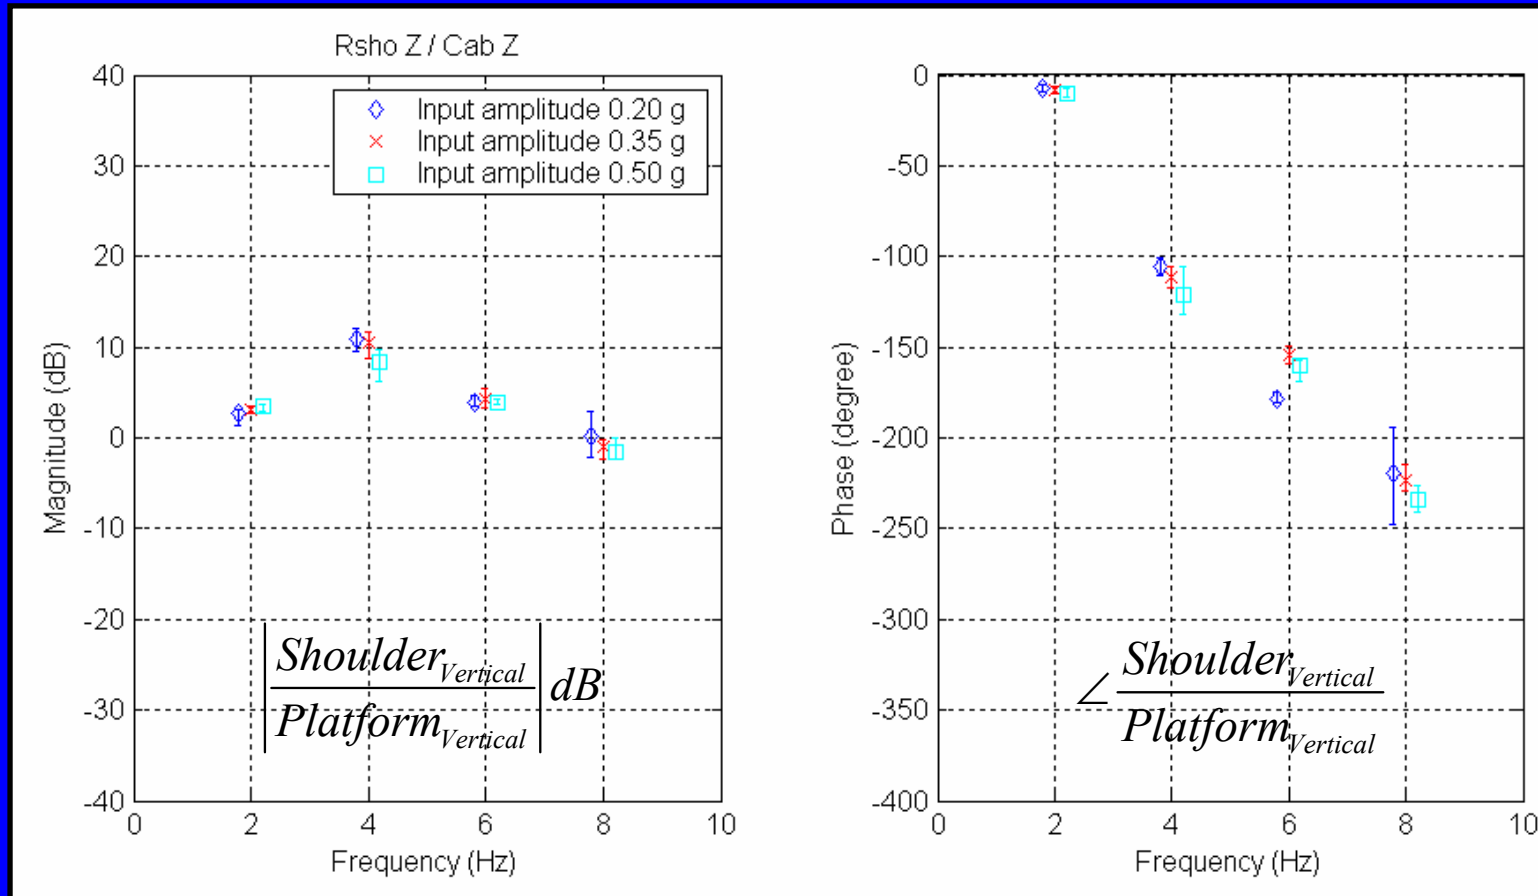 Rsho Z / Cab Z
40
30
20
10
0
-10
-20
-30
-40
Magnitude (dB)
Input amplitude 0.20 g
Input amplitude 0.35 g
Input amplitude 0.50 g
|Shoulder_Vertical / Platform_Vertical| dB
0 2 4 6 8 10
Frequency (Hz)
0
-50
-100
-150
-200
-250
-300
-350
-400
Phase (degree)
∠ Shoulder_Vertical / Platform_Vertical
0 2 4 6 8 10
Frequency (Hz)